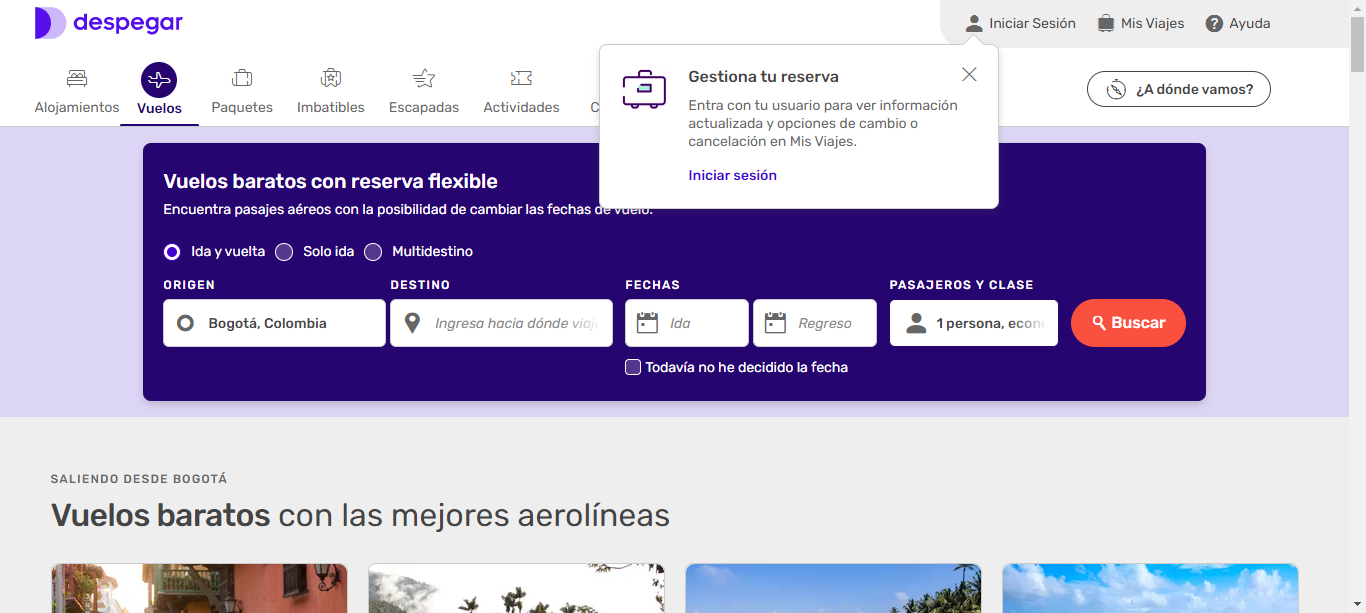 despegar
Iniciar Sesión
Mis Viajes
Ayuda
Alojamientos
Vuelos
Paquetes
Imbatibles
Escapadas
Actividades
C
¿A dónde vamos?
Gestiona tu reserva
Entra con tu usuario para ver información
actualizada y opciones de cambio o
cancelación en Mis Viajes.
Iniciar sesión
Vuelos baratos con reserva flexible
Encuentra pasajes aéreos con la posibilidad de cambiar las fechas de vuelo.
Ida y vuelta
Solo ida
Multidestino
ORIGEN
DESTINO
FECHAS
PASAJEROS Y CLASE
Bogotá, Colombia
Ingresa hacia dónde viaj
Ida
Regreso
1 persona, econ
Buscar
Todavía no he decidido la fecha
SALIENDO DESDE BOGOTÁ
Vuelos baratos con las mejores aerolíneas